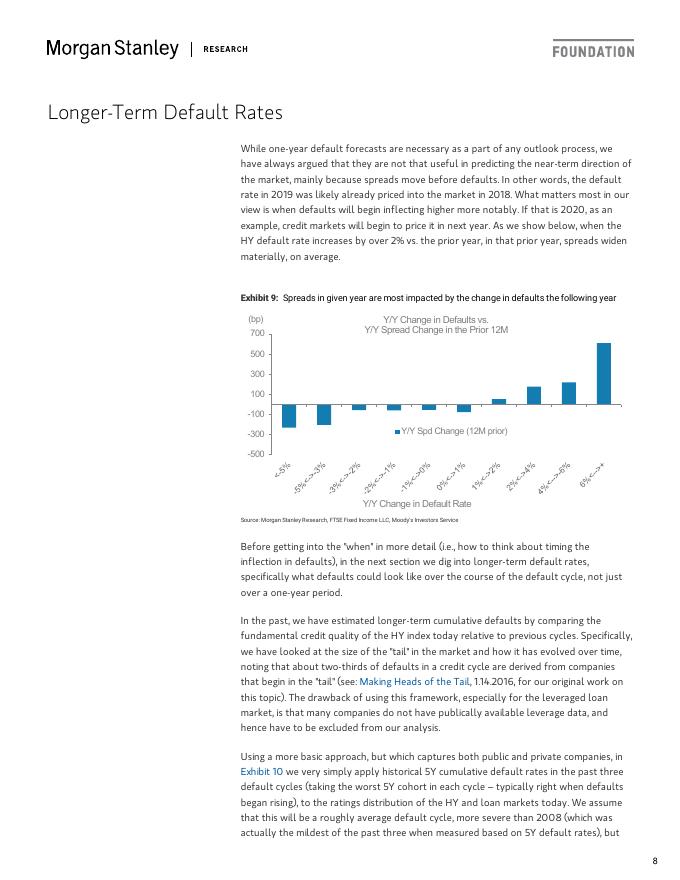 Morgan Stanley | RESEARCH
FOUNDATION
Longer-Term Default Rates
While one-year default forecasts are necessary as a part of any outlook process, we
have always argued that they are not that useful in predicting the near-term direction of
the market, mainly because spreads move before defaults. In other words, the default
rate in 2019 was likely already priced into the market in 2018. What matters most in our
view is when defaults will begin inflecting higher more notably. If that is 2020, as an
example, credit markets will begin to price it in next year. As we show below, when the
HY default rate increases by over 2% vs. the prior year, in that prior year, spreads widen
materially, on average.
Exhibit 9: Spreads in given year are most impacted by the change in defaults the following year
(bp)
Y/Y Change in Defaults vs.
Y/Y Spread Change in the Prior 12M
700
500
300
100
-100
-300
-500
Y/Y Spd Change (12M prior)
<-5%
-5%<->-3%
-3%<->-2%
-2%<->-1%
-1%<->0%
0%<->1%
1%<->2%
2%<->4%
4%<-->6%
6%<-->+
Y/Y Change in Default Rate
Source: Morgan Stanley Research, FTSE Fixed Income LLC, Moody's Investors Service
Before getting into the "when" in more detail (i.e., how to think about timing the
inflection in defaults), in the next section we dig into longer-term default rates,
specifically what defaults could look like over the course of the default cycle, not just
over a one-year period.
In the past, we have estimated longer-term cumulative defaults by comparing the
fundamental credit quality of the HY index today relative to previous cycles. Specifically,
we have looked at the size of the "tail" in the market and how it has evolved over time,
noting that about two-thirds of defaults in a credit cycle are derived from companies
that begin in the "tail" (see: Making Heads of the Tail, 1.14.2016, for our original work on
this topic). The drawback of using this framework, especially for the leveraged loan
market, is that many companies do not have publically available leverage data, and
hence have to be excluded from our analysis.
Using a more basic approach, but which captures both public and private companies, in
Exhibit 10 we very simply apply historical 5Y cumulative default rates in the past three
default cycles (taking the worst 5Y cohort in each cycle – typically right when defaults
began rising), to the ratings distribution of the HY and loan markets today. We assume
that this will be a roughly average default cycle, more severe than 2008 (which was
actually the mildest of the past three when measured based on 5Y default rates), but
8